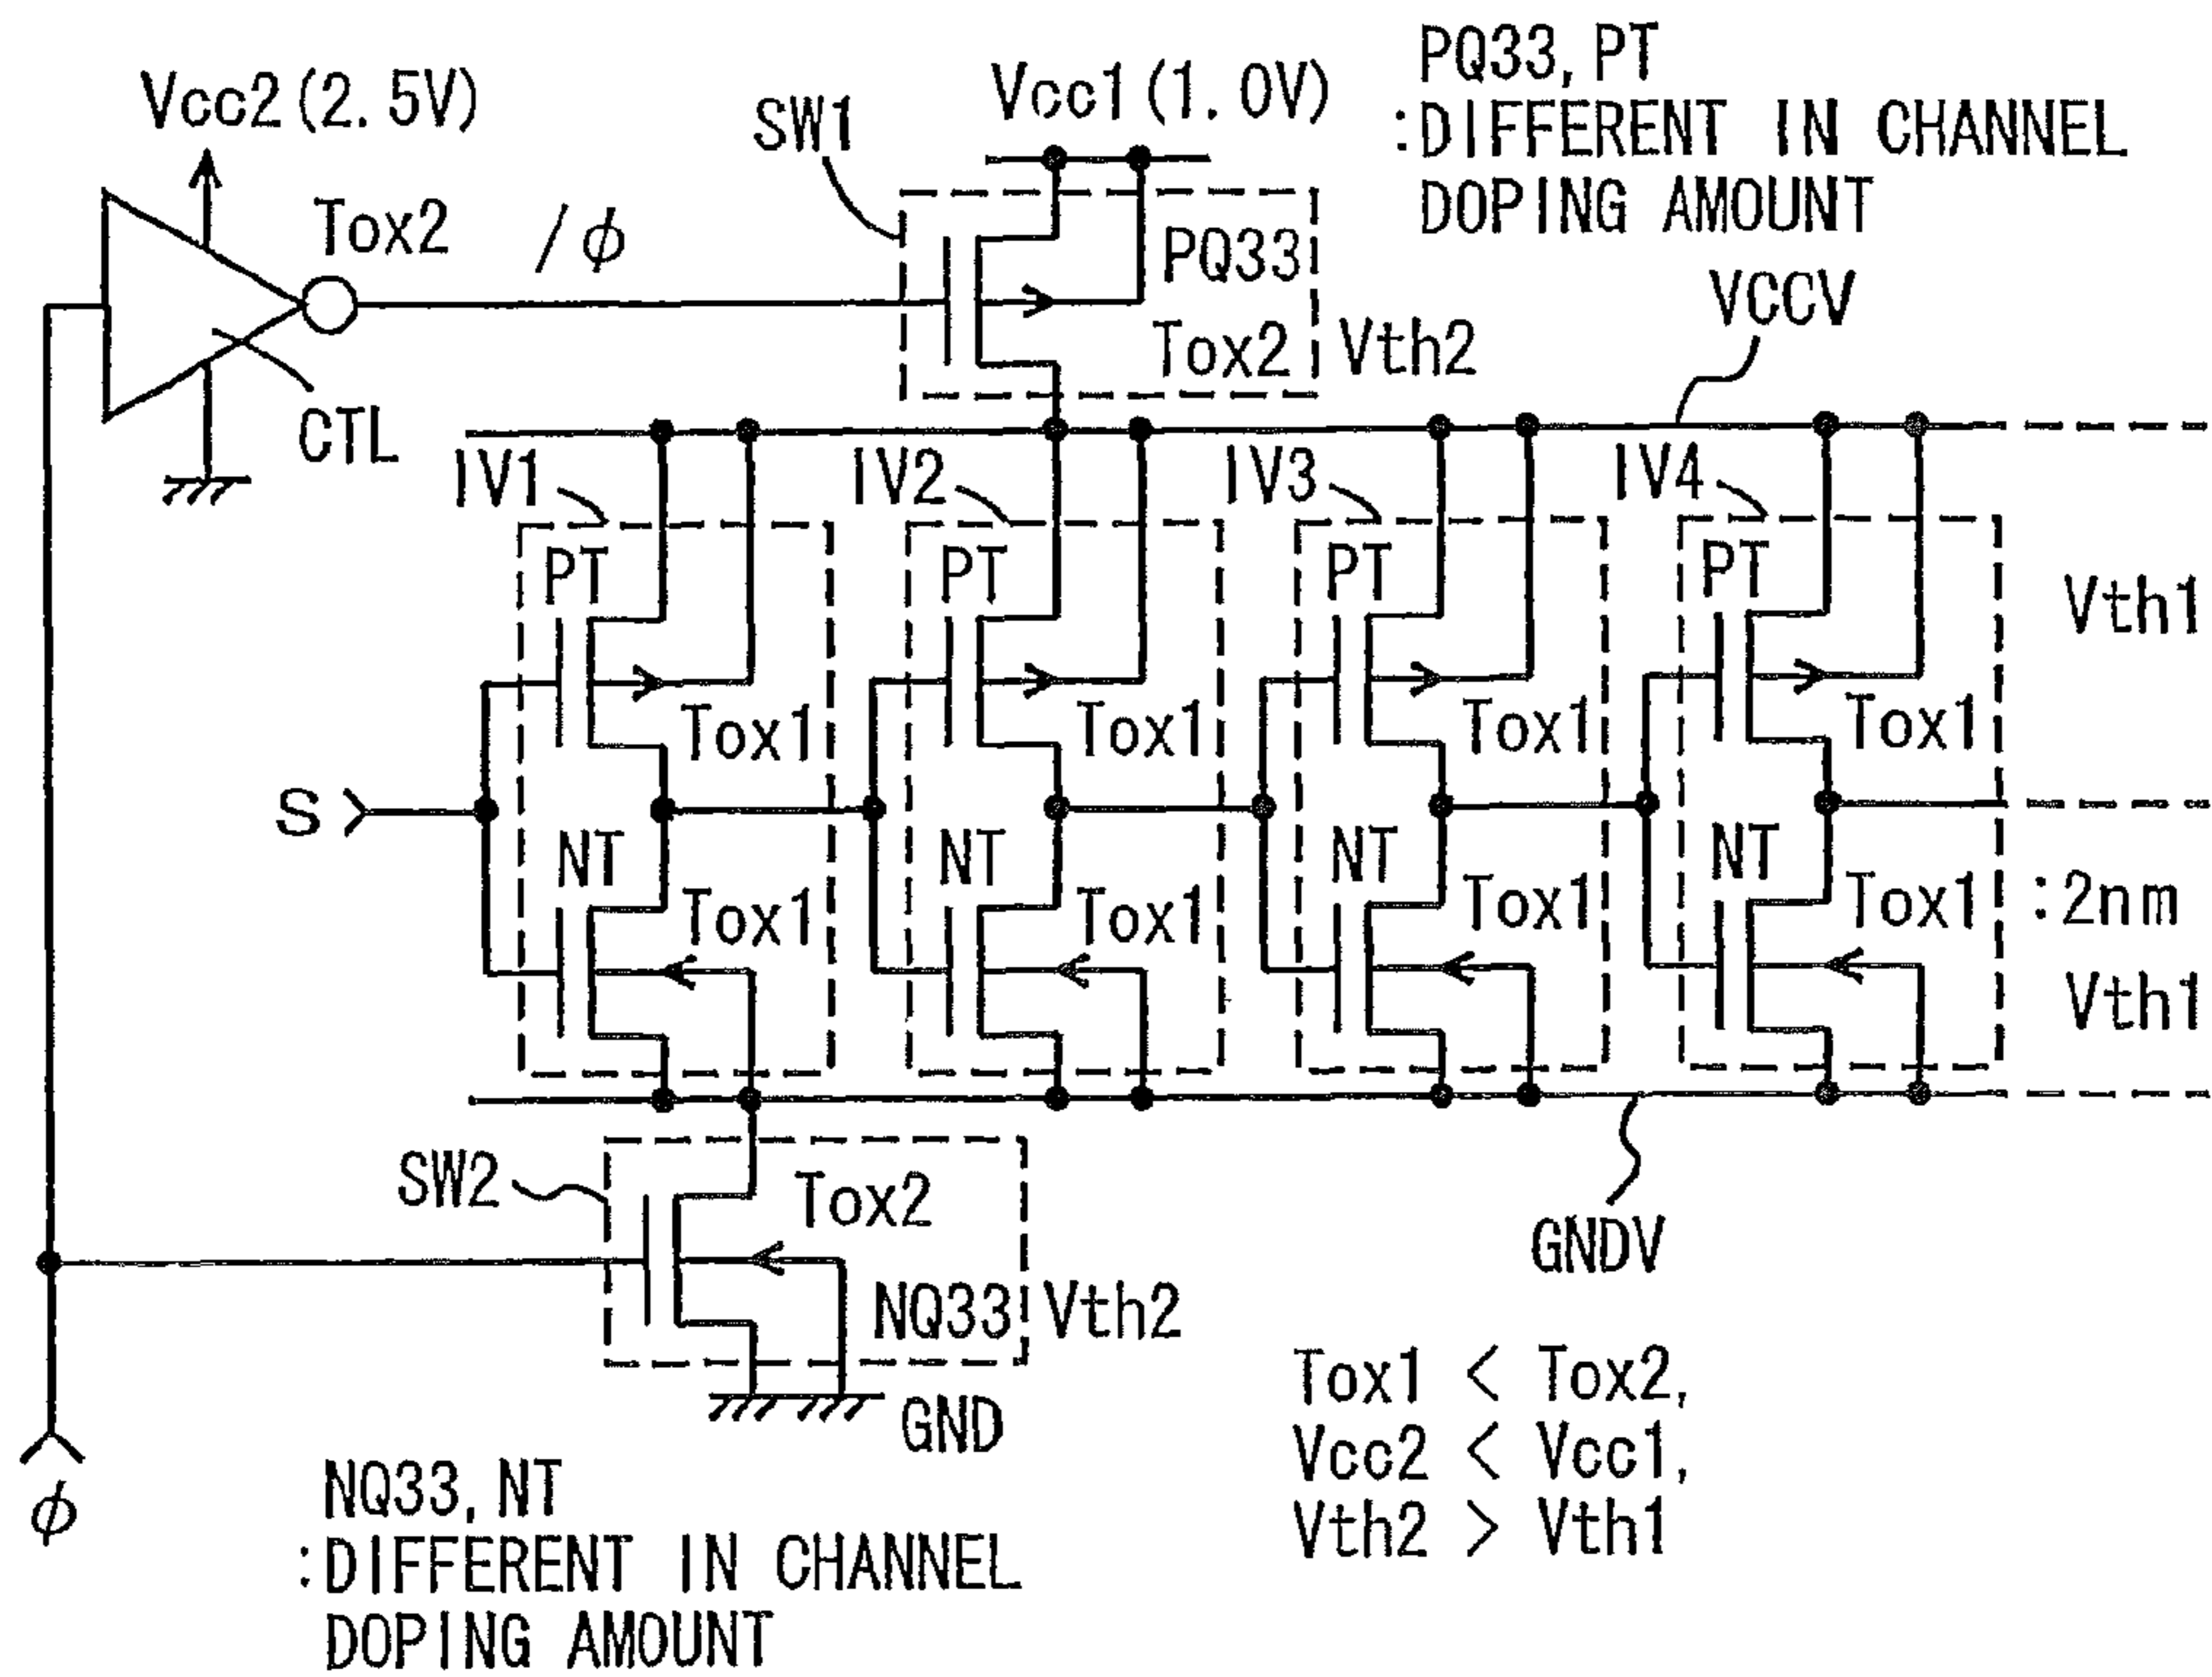 Vcc2(2.5V)
SW1
Vcc1(1.0V)
PQ33, PT
:DIFFERENT IN CHANNEL
DOPING AMOUNT
Tox2
/φ
PQ33
Tox2
Vth2
VCCV
CTL
IV1
IV2
IV3
IV4
PT
PT
PT
PT
Vth1
Tox1
Tox1
Tox1
Tox1
S
NT
NT
NT
NT
Tox1
Tox1
Tox1
Tox1
:2nm
Vth1
SW2
Tox2
NQ33
Vth2
GNDV
GND
φ
NQ33, NT
:DIFFERENT IN CHANNEL
DOPING AMOUNT
Tox1 < Tox2,
Vcc2 < Vcc1,
Vth2 > Vth1